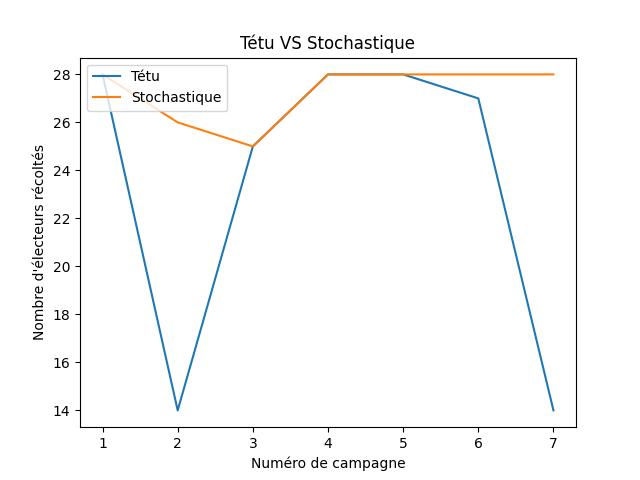 Tétu VS Stochastique
Tétu
Stochastique
Nombre d'électeurs récoltés
28
26
24
22
20
18
16
14
1 2 3 4 5 6 7
Numéro de campagne